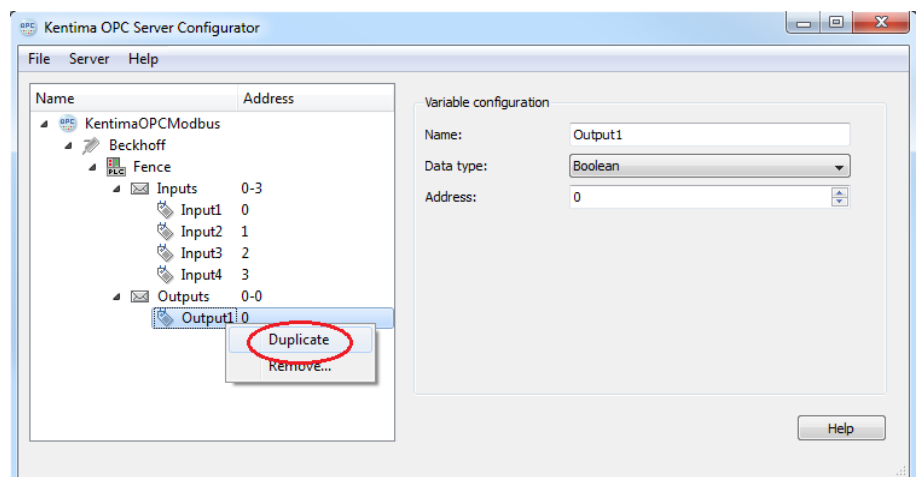 Kentima OPC Server Configurator
File Server Help
Name Address
KentimaOPCModbus
Beckhoff
Fence
Inputs 0-3
Input1 0
Input2 1
Input3 2
Input4 3
Outputs 0-0
Output1 0
Duplicate
Remove...
Variable configuration
Name: Output1
Data type: Boolean
Address: 0
Help